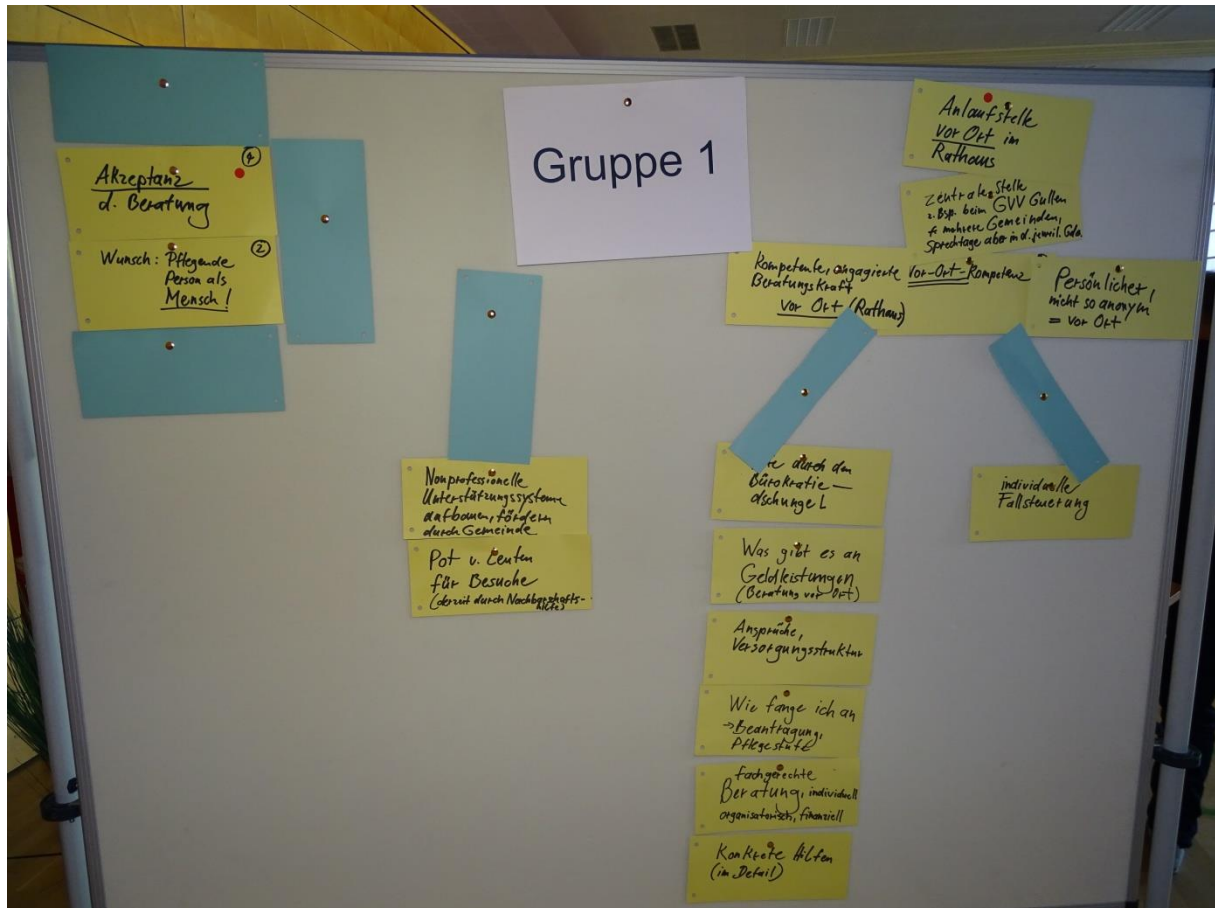 Gruppe 1
Akzeptanz
d. Beratung
④
Wunsch: Pflegende
Person als
Mensch!
②
Nonprofessionelle
Unterstützungssysteme
aufbauen, fördern
durch Gemeinde
Pot v. Leuten
für Besuche
(derzeit durch Nachbarschafts-
hilfe)
Anlaufstelle
vor Ort im
Rathaus
Zentrale Stelle
z. Bsp. beim GVV Gullen
f. mehrere Gemeinden,
Sprechtage aber in d. jeweil. Gde.
Kompetente, engagierte
Beratungskraft
vor Ort (Rathaus)
Vor-Ort-Kompetenz
Persönlicher,
nicht so anonym
= vor Ort
durch den
Bürokratie-
dschungel
Was gibt es an
Geldleistungen
(Beratung vor Ort)
Ansprüche,
Versorgungsstruktur
Wie fange ich an
→ Beantragung,
Pflegestufe
fachgerechte
Beratung, individuell
organisatorisch, finanziell
Konkrete Hilfen
(im Detail)
individuelle
Fallsteuerung